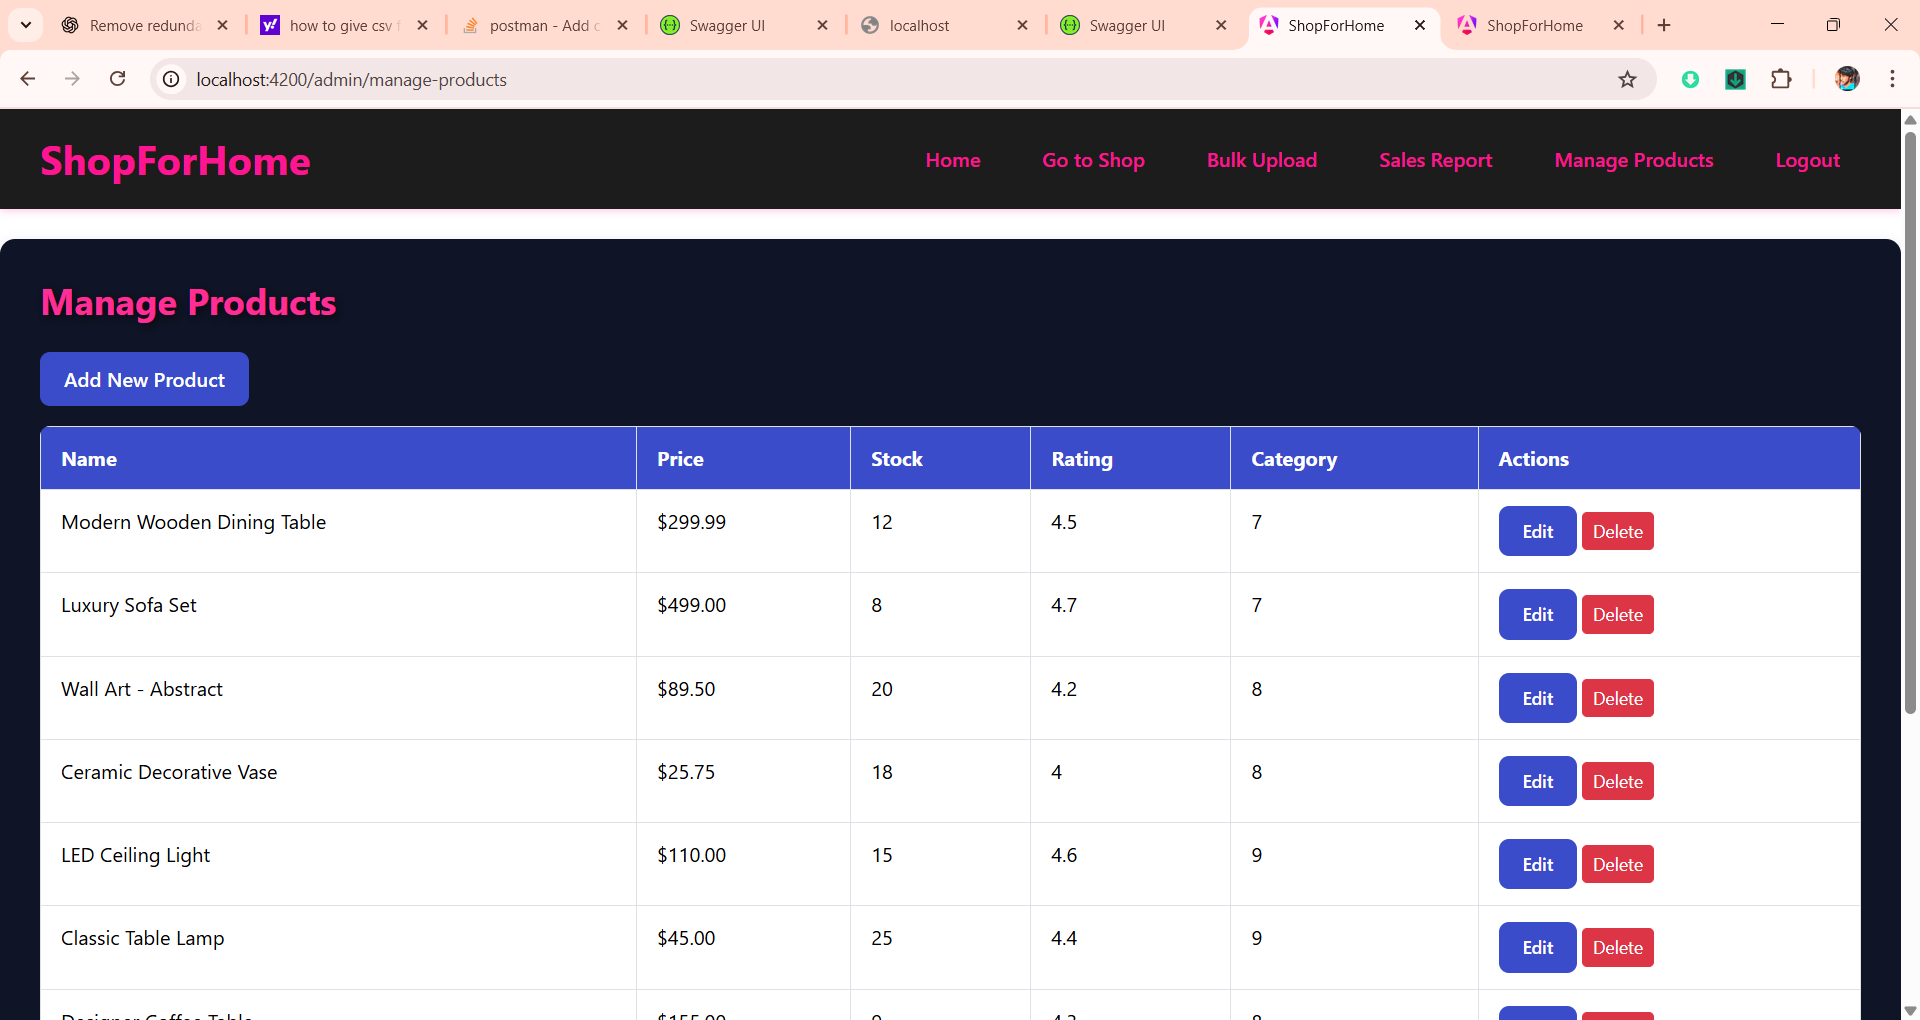 Remove redunda
how to give csv f
postman - Add c
Swagger UI
localhost
Swagger UI
ShopForHome
ShopForHome
localhost:4200/admin/manage-products
ShopForHome
Home
Go to Shop
Bulk Upload
Sales Report
Manage Products
Logout
Manage Products
Add New Product
Name Price Stock Rating Category Actions
Modern Wooden Dining Table $299.99 12 4.5 7 Edit Delete
Luxury Sofa Set $499.00 8 4.7 7 Edit Delete
Wall Art - Abstract $89.50 20 4.2 8 Edit Delete
Ceramic Decorative Vase $25.75 18 4 8 Edit Delete
LED Ceiling Light $110.00 15 4.6 9 Edit Delete
Classic Table Lamp $45.00 25 4.4 9 Edit Delete
Designer Coffee Table $155.00